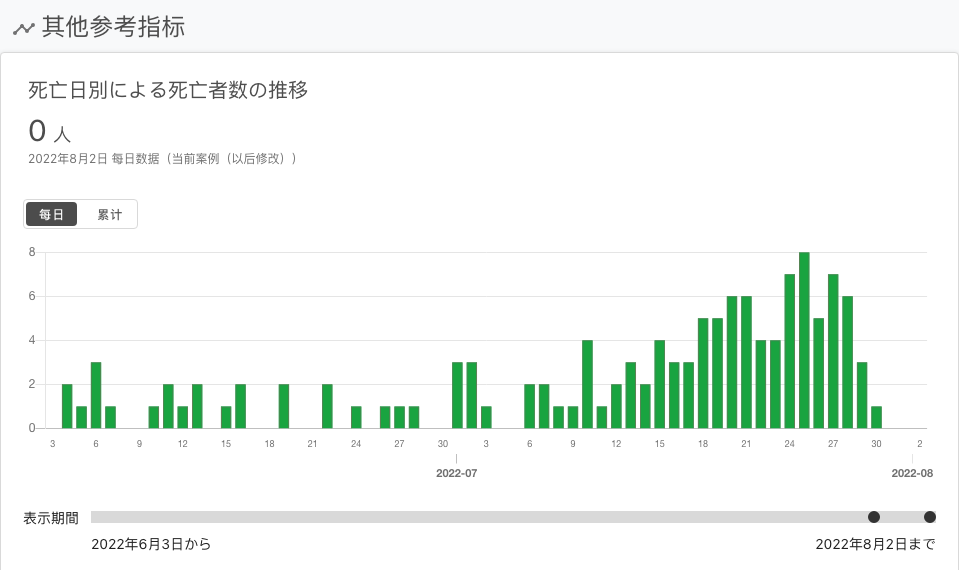 其他参考指标
死亡日別による死亡者数の推移
0 人
2022年8月2日 每日数据（当前案例（以后修改））
每日 累计
8
6
4
2
0
3 6 9 12 15 18 21 24 27 30 3 6 9 12 15 18 21 24 27 30 2
2022-07 2022-08
表示期間
2022年6月3日から 2022年8月2日まで